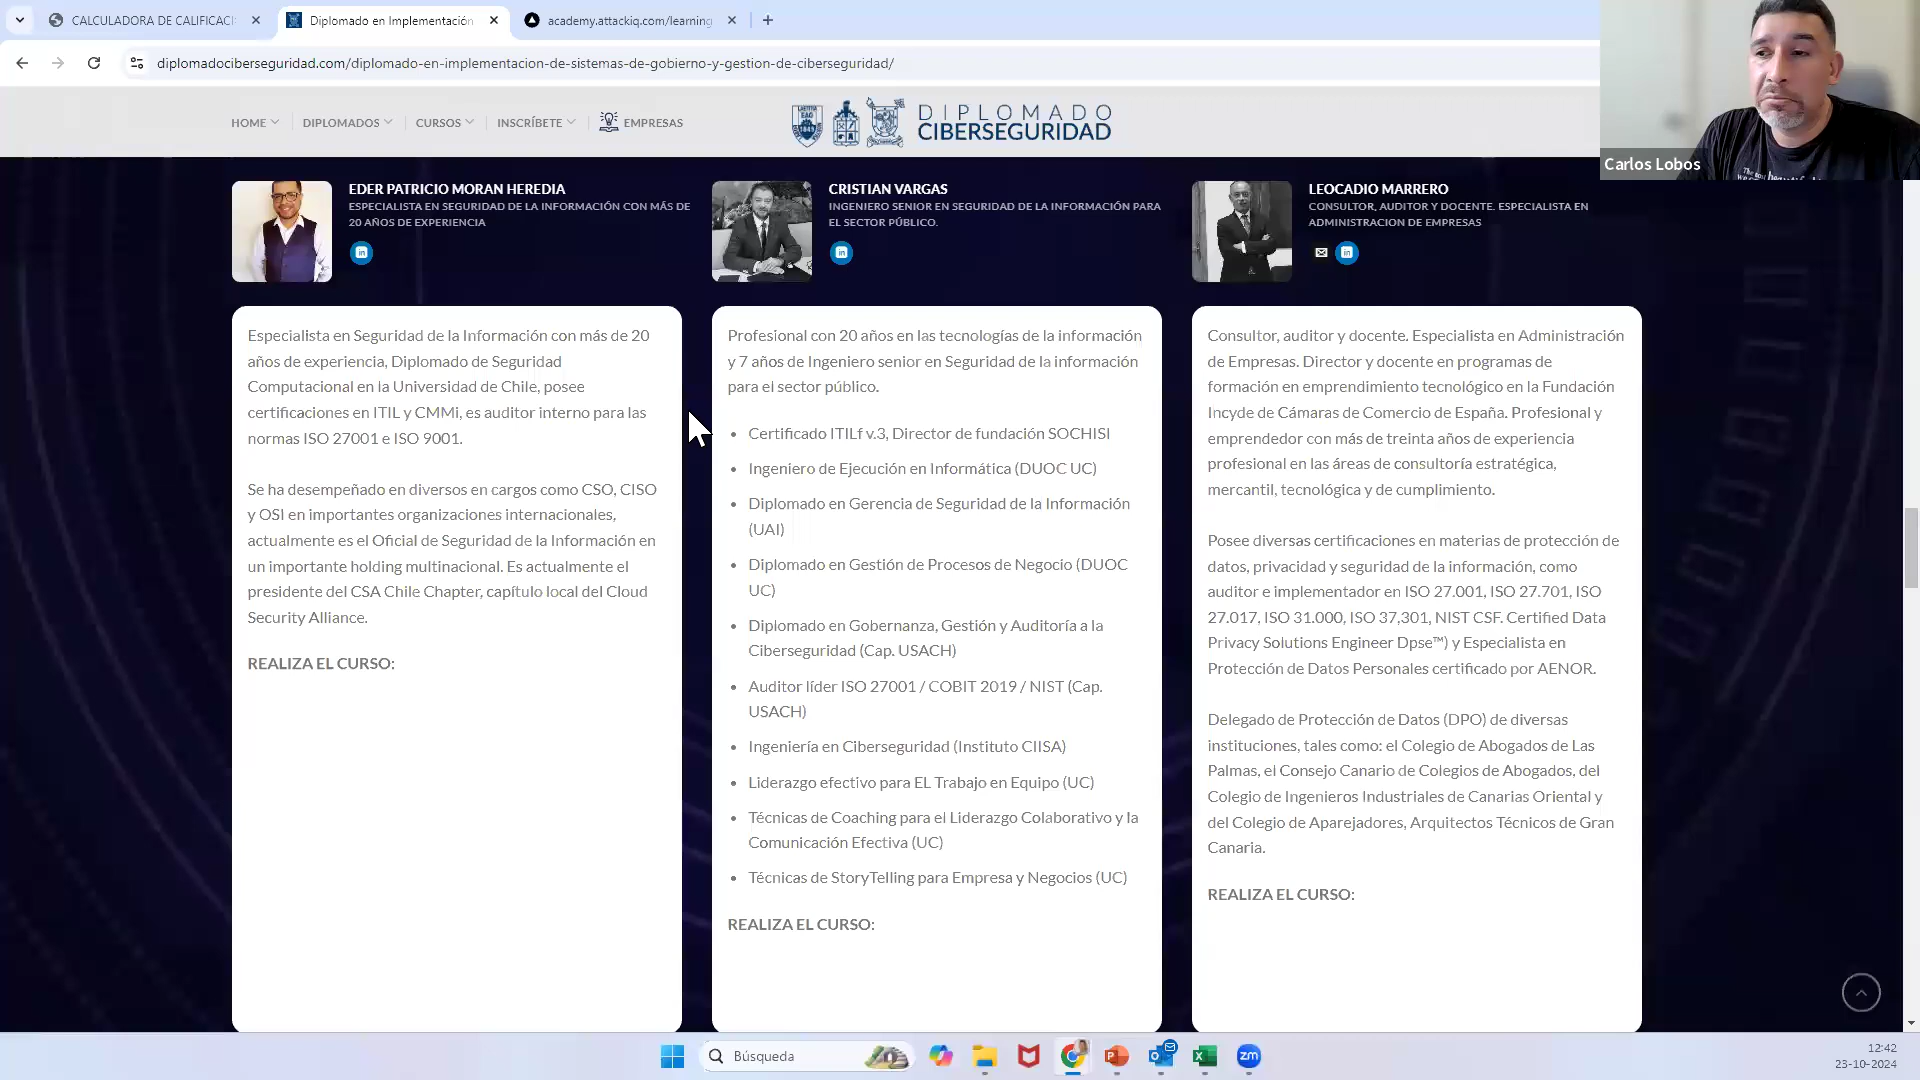 CALCULADORA DE CALIFICACI
Diplomado en Implementación
academy.attackiq.com/learning
diplomadociberseguridad.com/diplomado-en-implementacion-de-sistemas-de-gobierno-y-gestion-de-ciberseguridad/
HOME
DIPLOMADOS
CURSOS
INSCRÍBETE
EMPRESAS
DIPLOMADO
CIBERSEGURIDAD
Carlos Lobos
EDER PATRICIO MORAN HEREDIA
ESPECIALISTA EN SEGURIDAD DE LA INFORMACIÓN CON MÁS DE
20 AÑOS DE EXPERIENCIA
CRISTIAN VARGAS
INGENIERO SENIOR EN SEGURIDAD DE LA INFORMACIÓN PARA
EL SECTOR PÚBLICO.
LEOCADIO MARRERO
CONSULTOR, AUDITOR Y DOCENTE. ESPECIALISTA EN
ADMINISTRACION DE EMPRESAS
Especialista en Seguridad de la Información con más de 20
años de experiencia, Diplomado de Seguridad
Computacional en la Universidad de Chile, posee
certificaciones en ITIL y CMMi, es auditor interno para las
normas ISO 27001 e ISO 9001.
Se ha desempeñado en diversos en cargos como CSO, CISO
y OSI en importantes organizaciones internacionales,
actualmente es el Oficial de Seguridad de la Información en
un importante holding multinacional. Es actualmente el
presidente del CSA Chile Chapter, capítulo local del Cloud
Security Alliance.
REALIZA EL CURSO:
Profesional con 20 años en las tecnologías de la información
y 7 años de Ingeniero senior en Seguridad de la información
para el sector público.
• Certificado ITILf v.3, Director de fundación SOCHISI
• Ingeniero de Ejecución en Informática (DUOC UC)
• Diplomado en Gerencia de Seguridad de la Información
(UAI)
• Diplomado en Gestión de Procesos de Negocio (DUOC
UC)
• Diplomado en Gobernanza, Gestión y Auditoría a la
Ciberseguridad (Cap. USACH)
• Auditor líder ISO 27001 / COBIT 2019 / NIST (Cap.
USACH)
• Ingeniería en Ciberseguridad (Instituto CIISA)
• Liderazgo efectivo para EL Trabajo en Equipo (UC)
• Técnicas de Coaching para el Liderazgo Colaborativo y la
Comunicación Efectiva (UC)
• Técnicas de StoryTelling para Empresa y Negocios (UC)
REALIZA EL CURSO:
Consultor, auditor y docente. Especialista en Administración
de Empresas. Director y docente en programas de
formación en emprendimiento tecnológico en la Fundación
Incyde de Cámaras de Comercio de España. Profesional y
emprendedor con más de treinta años de experiencia
profesional en las áreas de consultoría estratégica,
mercantil, tecnológica y de cumplimiento.
Posee diversas certificaciones en materias de protección de
datos, privacidad y seguridad de la información, como
auditor e implementador en ISO 27.001, ISO 27.701, ISO
27.017, ISO 31.000, ISO 37,301, NIST CSF. Certified Data
Privacy Solutions Engineer Dpse™) y Especialista en
Protección de Datos Personales certificado por AENOR.
Delegado de Protección de Datos (DPO) de diversas
instituciones, tales como: el Colegio de Abogados de Las
Palmas, el Consejo Canario de Colegios de Abogados, del
Colegio de Ingenieros Industriales de Canarias Oriental y
del Colegio de Aparejadores, Arquitectos Técnicos de Gran
Canaria.
REALIZA EL CURSO:
Búsqueda
zm
12:42
23-10-2024